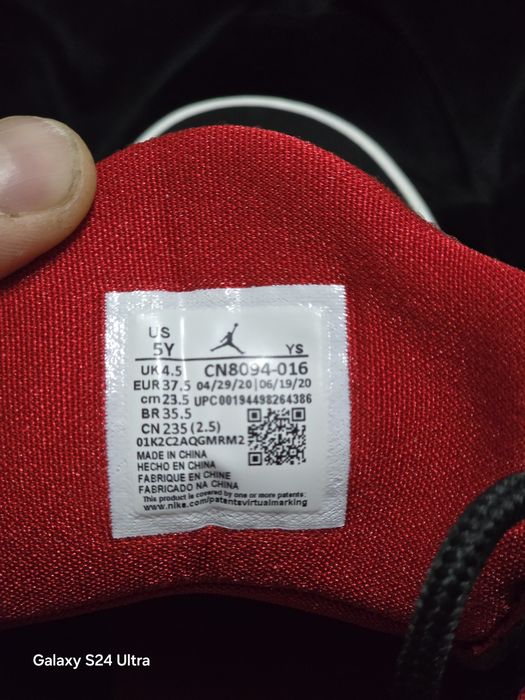 US
5Y YS
UK 4.5 CN8094-016
EUR 37.5 04/29/20 | 06/19/20
cm 23.5 UPC00194498264386
BR 35.5
CN 235 (2.5)
01K2C2AQGMRM2
MADE IN CHINA
HECHO EN CHINA
FABRIQUE EN CHINE
FABRICADO NA CHINA
This product is covered by one or more patents:
www.nike.com/patentsvirtualmarking
Galaxy S24 Ultra